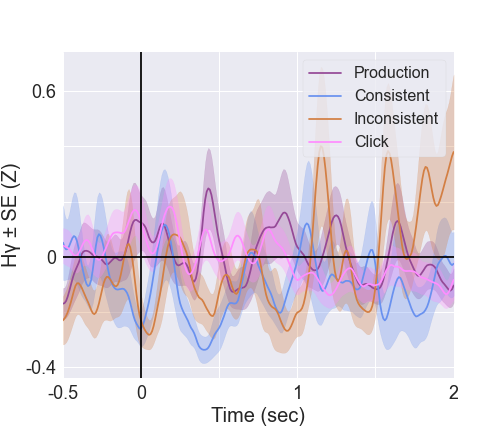 Production
Consistent
Inconsistent
Click
0.6
0
-0.4
Hγ ± SE (Z)
-0.5 0 1 2
Time (sec)